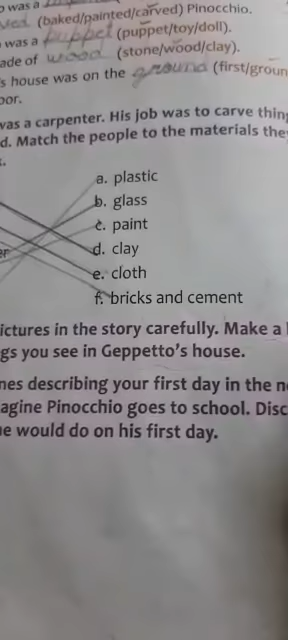 was a
(baked/painted/carved) Pinocchio.
was a puppet (puppet/toy/doll).
ade of wood (stone/wood/clay).
s house was on the ground (first/groun
oor.
was a carpenter. His job was to carve thin
d. Match the people to the materials the
a. plastic
b. glass
c. paint
er d. clay
e. cloth
f. bricks and cement
ictures in the story carefully. Make a l
gs you see in Geppetto's house.
nes describing your first day in the ne
agine Pinocchio goes to school. Disc
e would do on his first day.